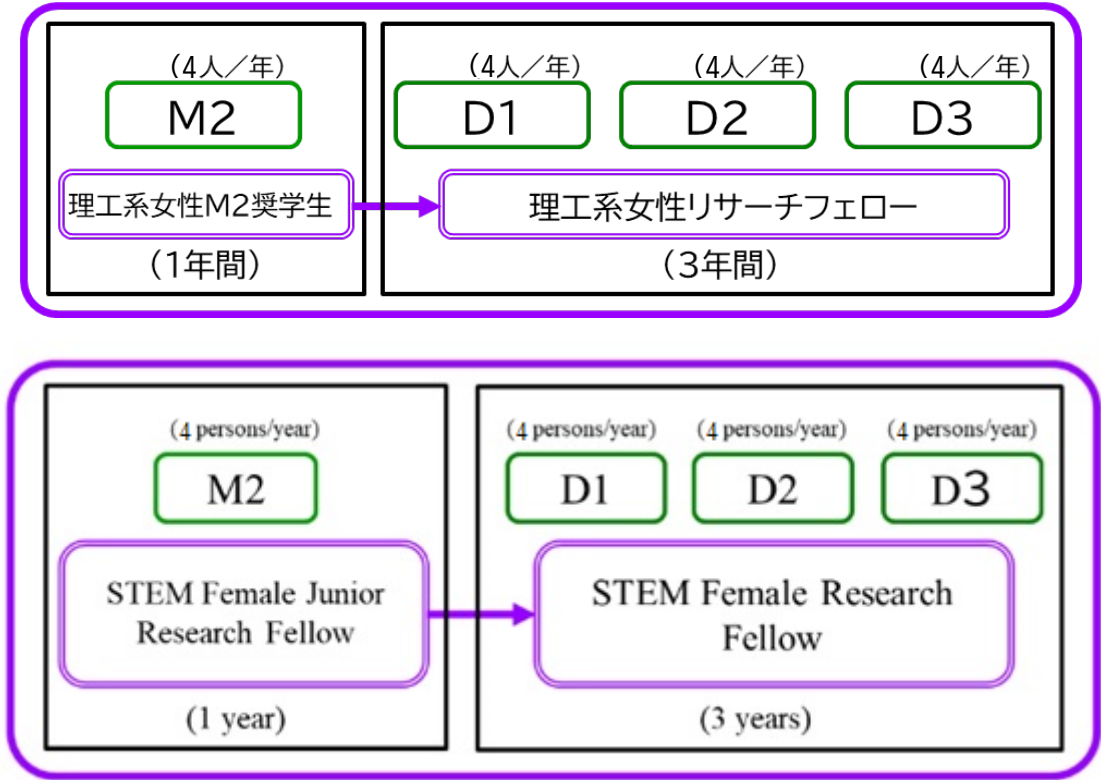 (4人／年)
M2
理工系女性M2奨学生
(1年間)
(4人／年) (4人／年) (4人／年)
D1 D2 D3
理工系女性リサーチフェロー
(3年間)
(4 persons/year)
M2
STEM Female Junior
Research Fellow
(1 year)
(4 persons/year) (4 persons/year) (4 persons/year)
D1 D2 D3
STEM Female Research
Fellow
(3 years)